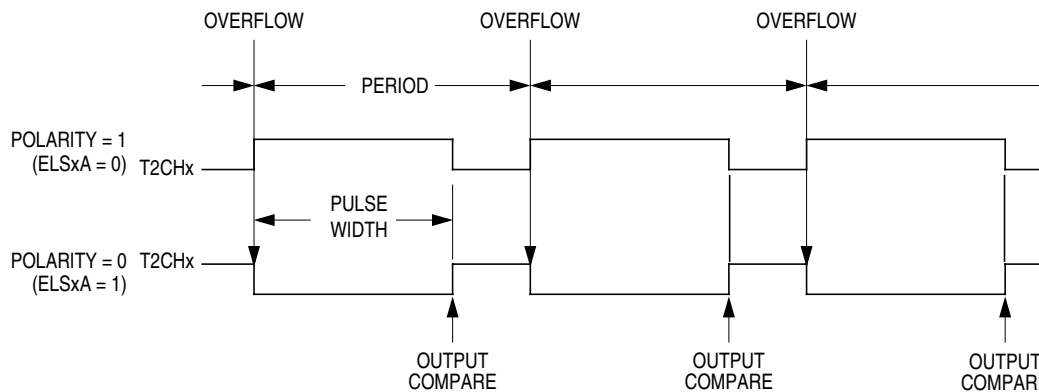 OVERFLOW
OVERFLOW
OVERFLOW
PERIOD
POLARITY = 1
(ELSxA = 0)
T2CHx
PULSE
WIDTH
POLARITY = 0
(ELSxA = 1)
T2CHx
OUTPUT
COMPARE
OUTPUT
COMPARE
OUTPUT
COMPARE